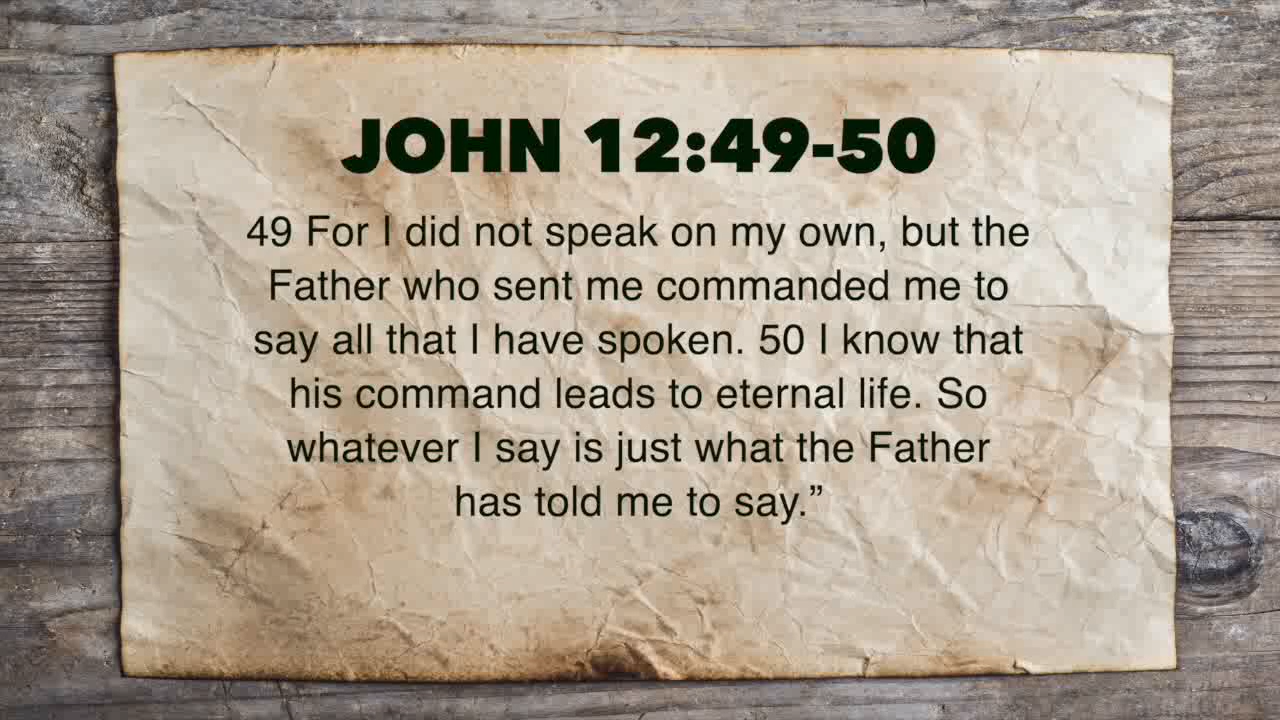 JOHN 12:49-50
49 For I did not speak on my own, but the
Father who sent me commanded me to
say all that I have spoken. 50 I know that
his command leads to eternal life. So
whatever I say is just what the Father
has told me to say.”